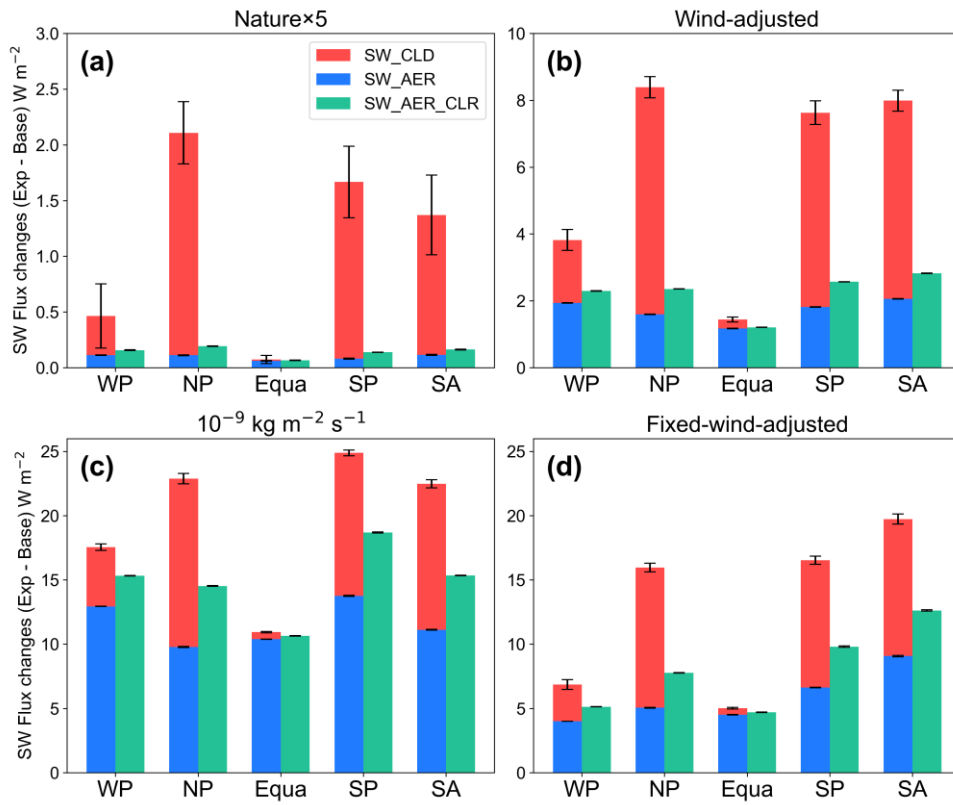 Nature×5
SW Flux changes (Exp - Base) W m⁻²
3.0
2.5
2.0
1.5
1.0
0.5
0.0
(a)
SW_CLD
SW_AER
SW_AER_CLR
WP NP Equa SP SA
Wind-adjusted
10
8
6
4
2
0
(b)
WP NP Equa SP SA
10⁻⁹ kg m⁻² s⁻¹
SW Flux changes (Exp - Base) W m⁻²
25
20
15
10
5
0
(c)
WP NP Equa SP SA
Fixed-wind-adjusted
25
20
15
10
5
0
(d)
WP NP Equa SP SA